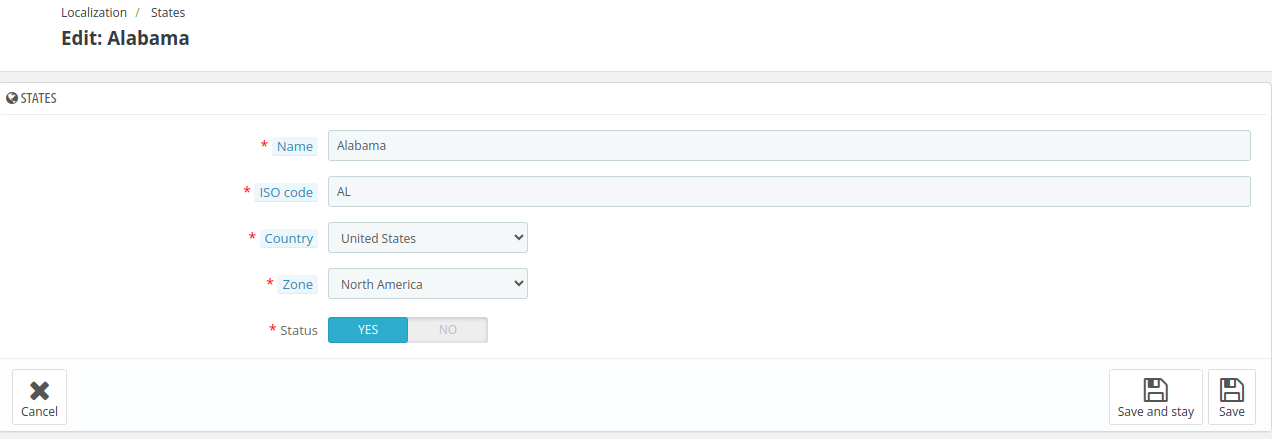 Localization / States
Edit: Alabama
STATES
* Name Alabama
* ISO code AL
* Country United States
* Zone North America
* Status YES NO
Cancel Save and stay Save